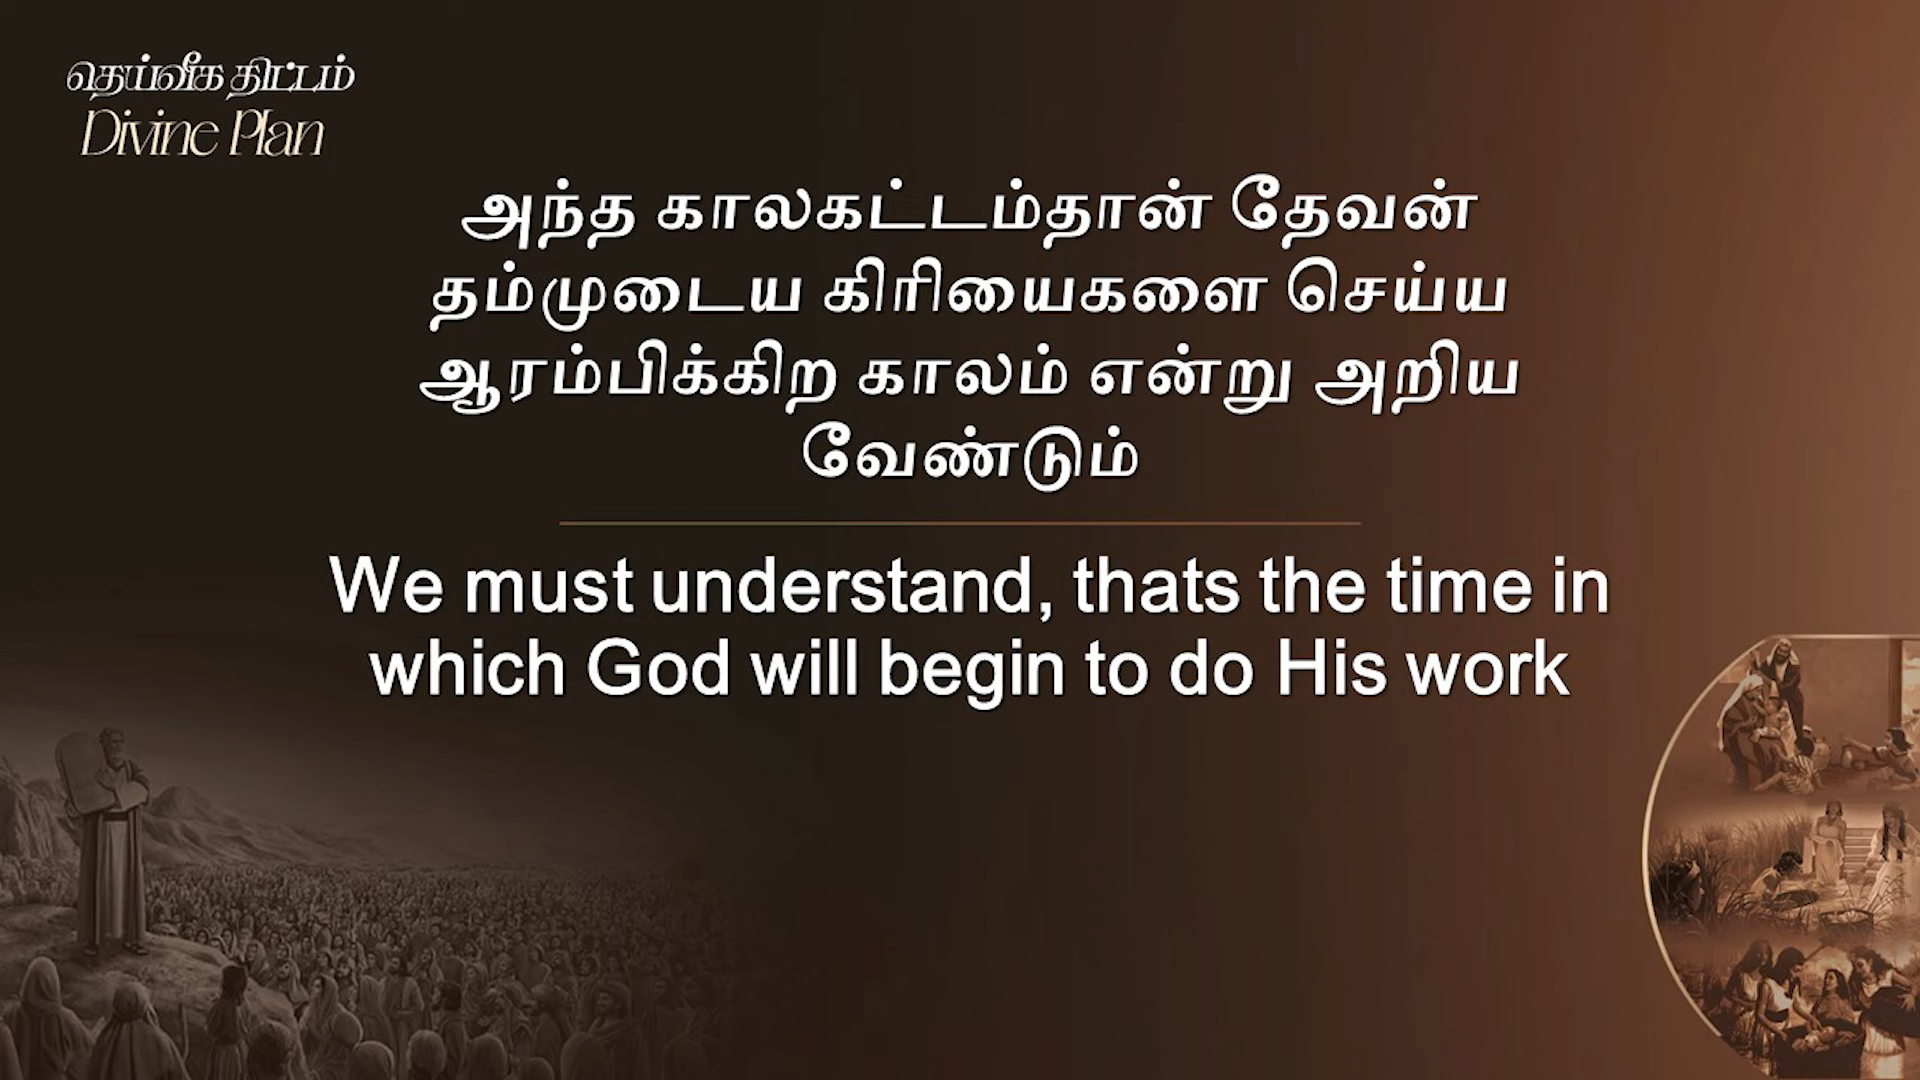 தெய்வீக திட்டம்
Divine Plan
அந்த காலகட்டம்தான் தேவன்
தம்முடைய கிரியைகளை செய்ய
ஆரம்பிக்கிற காலம் என்று அறிய
வேண்டும்
We must understand, thats the time in
which God will begin to do His work